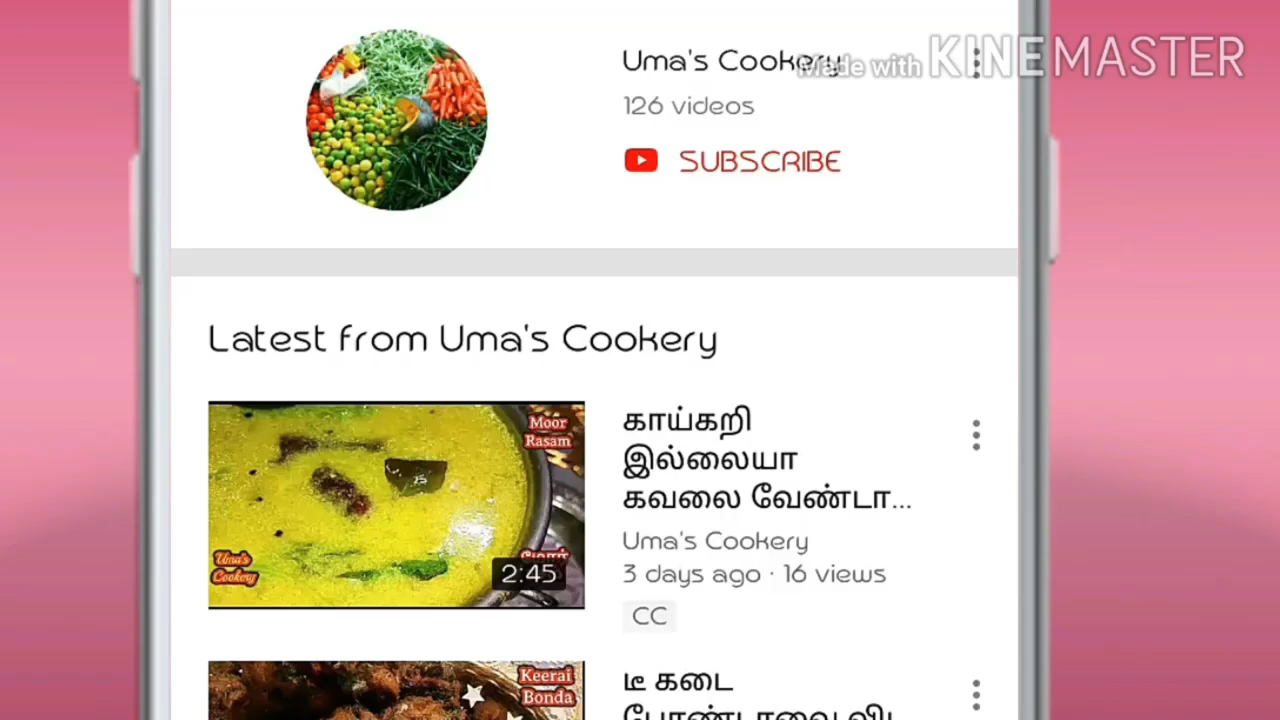 Uma's Cookery
Made with KINEMASTER
126 videos
SUBSCRIBE
Latest from Uma's Cookery
Moor
Rasam
Uma's
Cookery
மோர்
2:45
காய்கறி
இல்லையா
கவலை வேண்டா...
Uma's Cookery
3 days ago · 16 views
CC
Keerai
Bonda
டீ கடை